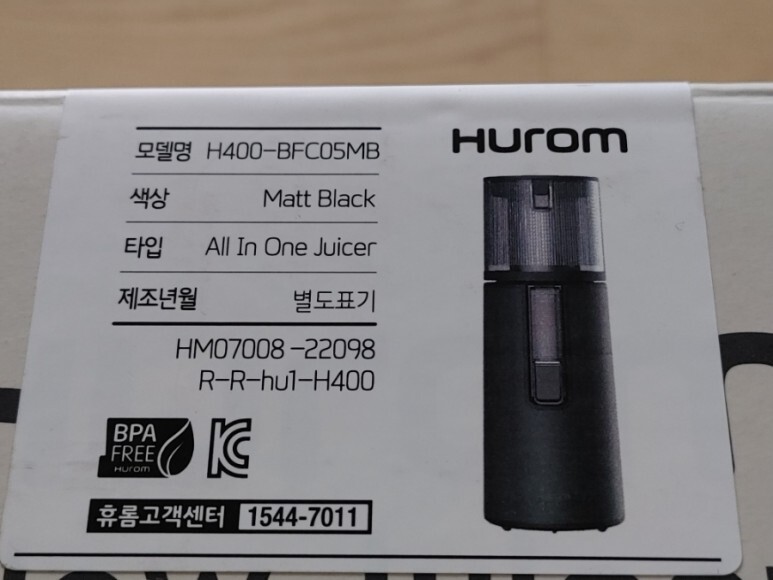 모델명 H400-BFC05MB
색상 Matt Black
타입 All In One Juicer
제조년월 별도표기
HM07008-22098
R-R-hu1-H400
BPA
FREE
Hurom
KC
휴롬고객센터 1544-7011
Hurom